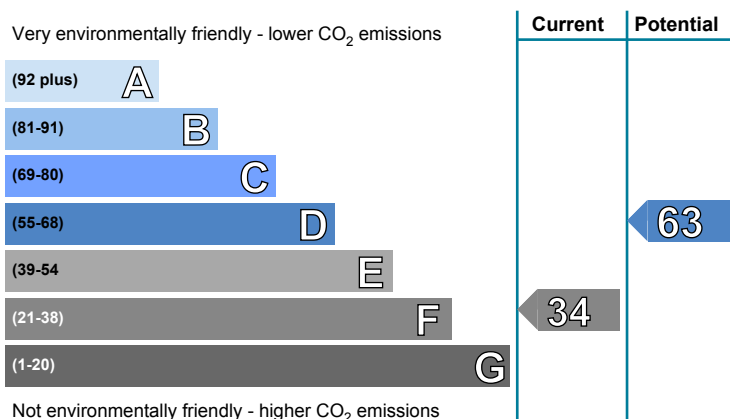 Very environmentally friendly - lower CO₂ emissions
Current
Potential
(92 plus) A
(81-91) B
(69-80) C
(55-68) D
63
(39-54 E
(21-38) F
34
(1-20) G
Not environmentally friendly - higher CO₂ emissions